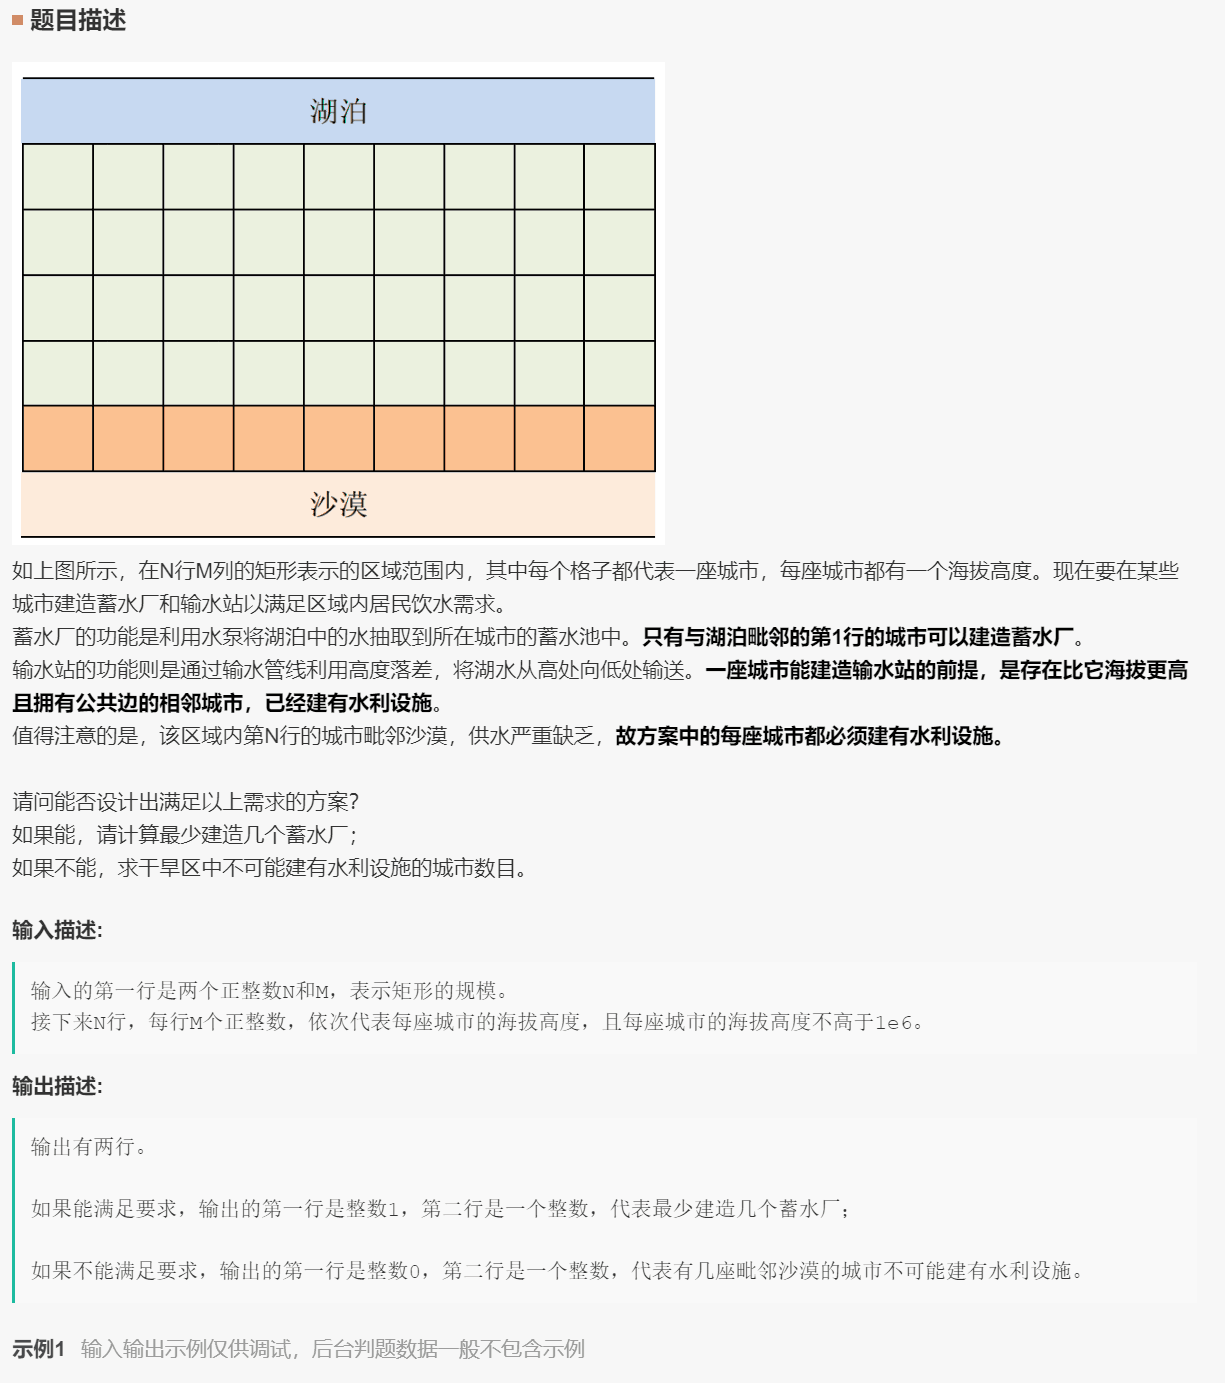 题目描述
湖泊
沙漠
如上图所示，在N行M列的矩形表示的区域范围内，其中每个格子都代表一座城市，每座城市都有一个海拔高度。现在要在某些
城市建造蓄水厂和输水站以满足区域内居民饮水需求。
蓄水厂的功能是利用水泵将湖泊中的水抽取到所在城市的蓄水池中。只有与湖泊毗邻的第1行的城市可以建造蓄水厂。
输水站的功能则是通过输水管线利用高度落差，将湖水从高处向低处输送。一座城市能建造输水站的前提，是存在比它海拔更高
且拥有公共边的相邻城市，已经建有水利设施。
值得注意的是，该区域内第N行的城市毗邻沙漠，供水严重缺乏，故方案中的每座城市都必须建有水利设施。
请问能否设计出满足以上需求的方案？
如果能，请计算最少建造几个蓄水厂；
如果不能，求干旱区中不可能建有水利设施的城市数目。
输入描述:
输入的第一行是两个正整数N和M，表示矩形的规模。
接下来N行，每行M个正整数，依次代表每座城市的海拔高度，且每座城市的海拔高度不高于1e6。
输出描述:
输出有两行。
如果能满足要求，输出的第一行是整数1，第二行是一个整数，代表最少建造几个蓄水厂；
如果不能满足要求，输出的第一行是整数0，第二行是一个整数，代表有几座毗邻沙漠的城市不可能建有水利设施。
示例1 输入输出示例仅供调试，后台判题数据一般不包含示例